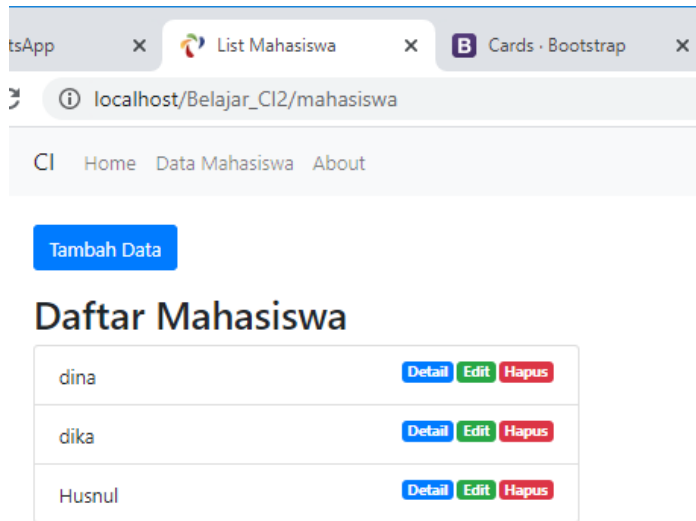 tsApp List Mahasiswa B Cards · Bootstrap
localhost/Belajar_CI2/mahasiswa
CI Home Data Mahasiswa About
Tambah Data
Daftar Mahasiswa
dina Detail Edit Hapus
dika Detail Edit Hapus
Husnul Detail Edit Hapus